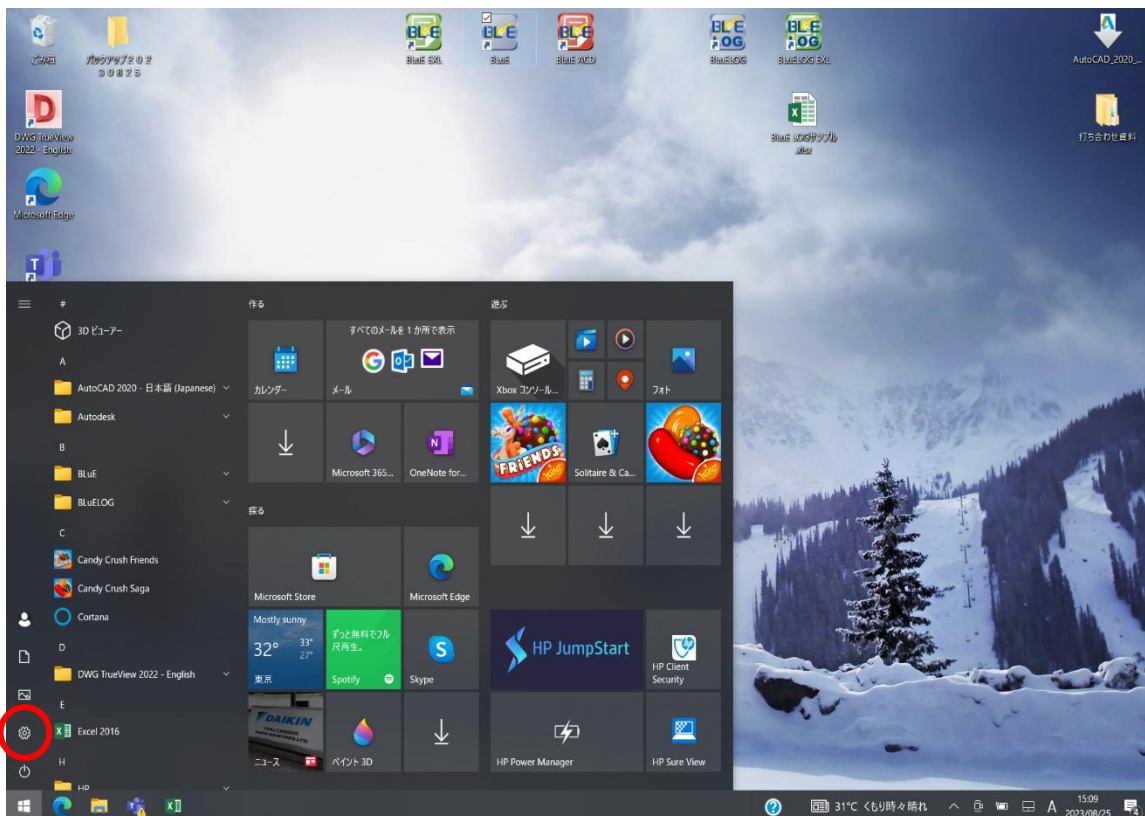 ごみ箱
バックアップ202
30825
BLuE EXL
BLuE
BLuE ACD
BLuELOG
BLuELOG EXL
AutoCAD_2020_...
DWG TrueView
2022 - English
BLuE LOGサンプル
.xlsx
打ち合わせ資料
Microsoft Edge
#
3D ビューアー
A
AutoCAD 2020 - 日本語 (Japanese)
Autodesk
B
BLuE
BLuELOG
C
Candy Crush Friends
Candy Crush Saga
Cortana
D
DWG TrueView 2022 - English
E
Excel 2016
H
HP
作る
すべてのメールを 1 か所で表示
カレンダー
メール
Microsoft 365...
OneNote for...
探る
Microsoft Store
Microsoft Edge
Mostly sunny
32°
33°
27°
東京
ずっと無料でフル
尺再生。
Spotify
Skype
DAIKIN
ニュース
ペイント 3D
遊ぶ
Xbox コンソール...
フォト
FRIENDS
King
Solitaire & Ca...
King
HP JumpStart
HP Client
Security
HP Power Manager
HP Sure View
31°C くもり時々晴れ
A
15:09
2023/08/25
4